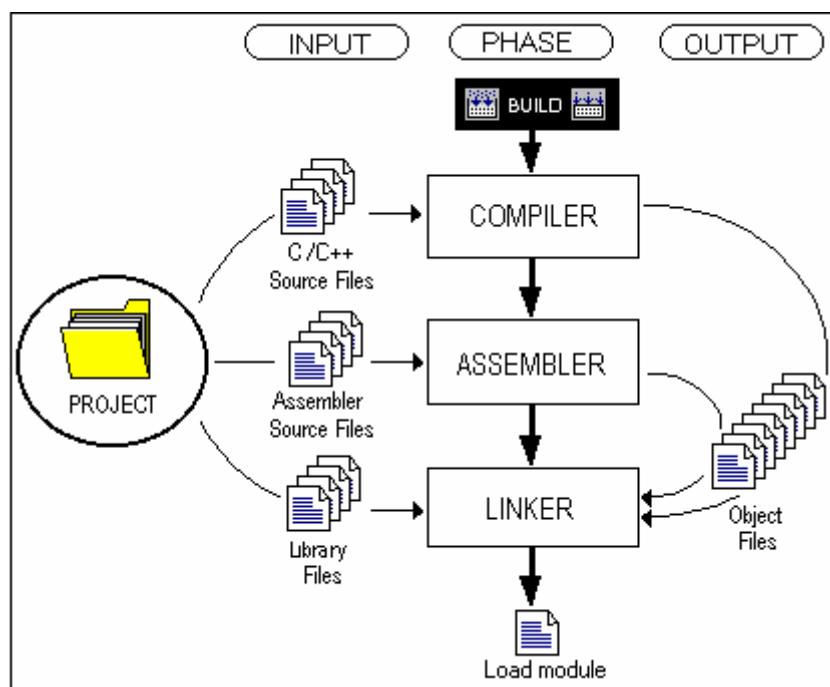 INPUT
PHASE
OUTPUT
BUILD
COMPILER
C/C++
Source Files
ASSEMBLER
PROJECT
Assembler
Source Files
LINKER
Object
Files
Library
Files
Load module